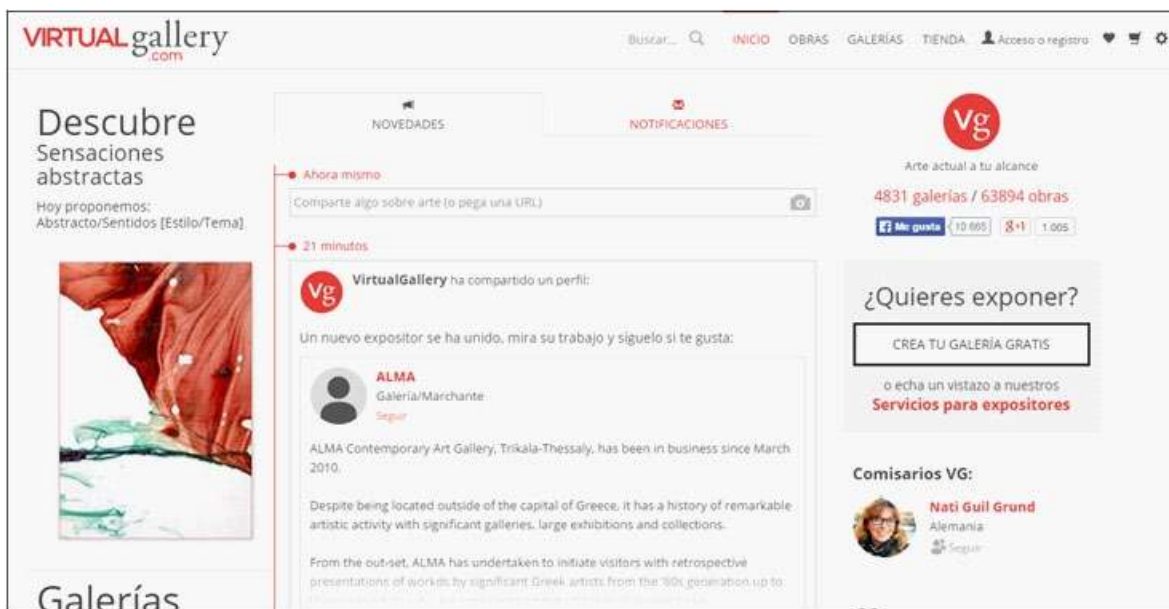 VIRTUALgallery
.com
Buscar... INICIO OBRAS GALERÍAS TIENDA Acceso o registro
Descubre
Sensaciones
abstractas
Hoy proponemos:
Abstracto/Sentidos [Estilo/Tema]
Galerías
NOVEDADES NOTIFICACIONES
Ahora mismo
Comparte algo sobre arte (o pega una URL)
21 minutos
Vg
VirtualGallery ha compartido un perfil:
Un nuevo expositor se ha unido, mira su trabajo y síguelo si te gusta:
ALMA
Galería/Marchante
Seguir
ALMA Contemporary Art Gallery, Trikala-Thessaly, has been in business since March
2010.
Despite being located outside of the capital of Greece, it has a history of remarkable
artistic activity with significant galleries, large exhibitions and collections.
From the out-set, ALMA has undertaken to initiate visitors with retrospective
presentations of workds by significant Greek artists from the '60s generation up to
Vg
Arte actual a tu alcance
4831 galerías / 63894 obras
Me gusta 10 665 g+1 1.005
¿Quieres exponer?
CREA TU GALERÍA GRATIS
o echa un vistazo a nuestros
Servicios para expositores
Comisarios VG:
Nati Guil Grund
Alemania
Seguir